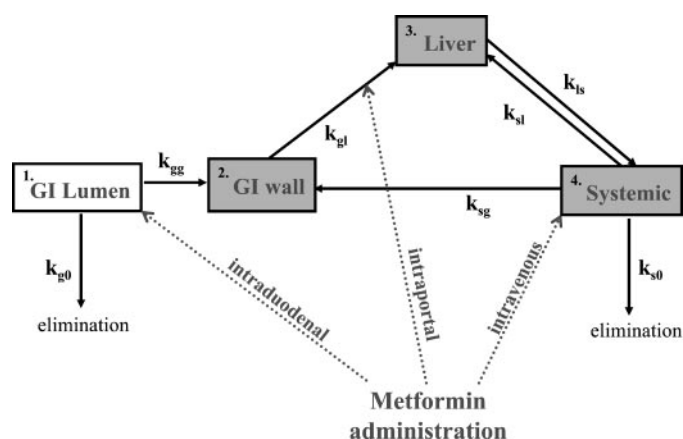 3.
Liver
k_ls
k_sl
k_gl
k_gg
1.
GI Lumen
2.
GI wall
4.
Systemic
k_sg
k_g0
k_s0
intraduodenal
intraportal
intravenous
elimination
elimination
Metformin
administration